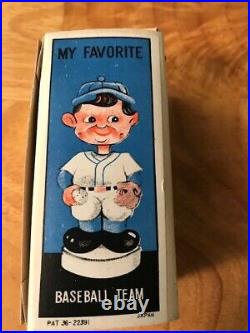 MY FAVORITE
BASEBALL TEAM
PAT 36-22391
JAPAN